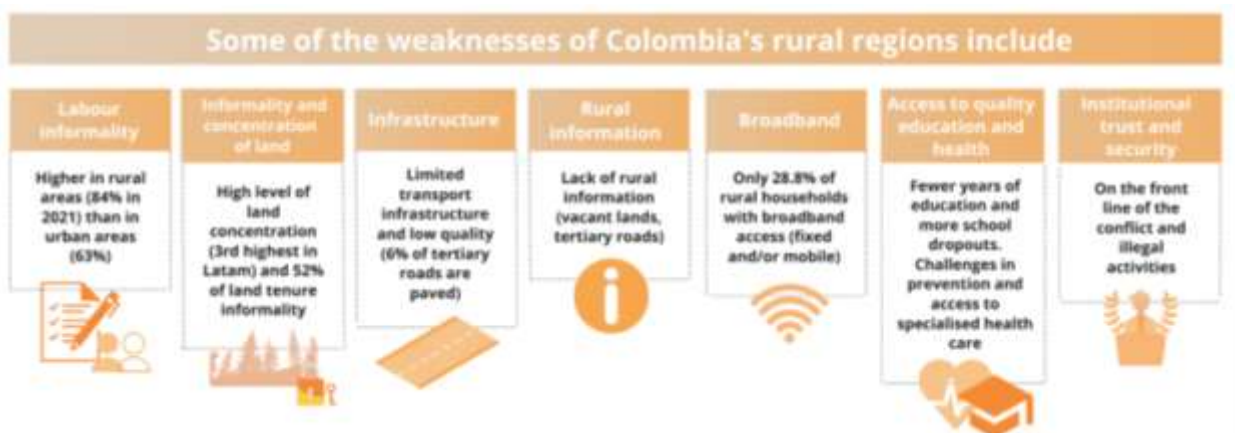 Some of the weaknesses of Colombia's rural regions include
Labour
informality
Higher in rural
areas (84% in
2021) than in
urban areas
(63%)
Informality and
concentration
of land
High level of
land
concentration
(3rd highest in
Latam) and 52%
of land tenure
informality
Infrastructure
Limited
transport
infrastructure
and low quality
(6% of tertiary
roads are
paved)
Rural
information
Lack of rural
information
(vacant lands,
tertiary roads)
Broadband
Only 28.8% of
rural households
with broadband
access (fixed
and/or mobile)
Access to quality
education and
health
Fewer years of
education and
more school
dropouts.
Challenges in
prevention and
access to
specialised health
care
Institutional
trust and
security
On the front
line of the
conflict and
illegal
activities